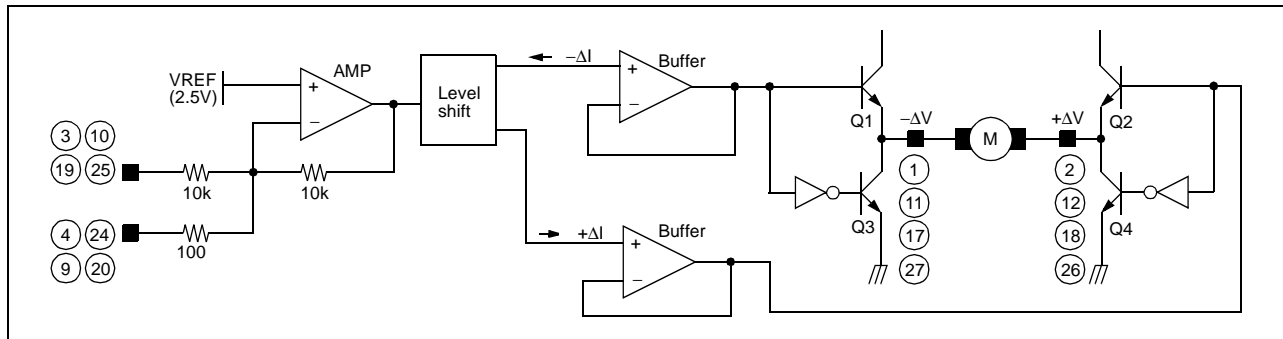 VREF
(2.5V)
AMP
+
−
Level
shift
−ΔI
Buffer
+
−
Q1
Q2
−ΔV
M
+ΔV
3 10
19 25
10k
10k
4 24
9 20
100
1
11
17
27
2
12
18
26
Q3
Q4
+ΔI
Buffer
+
−